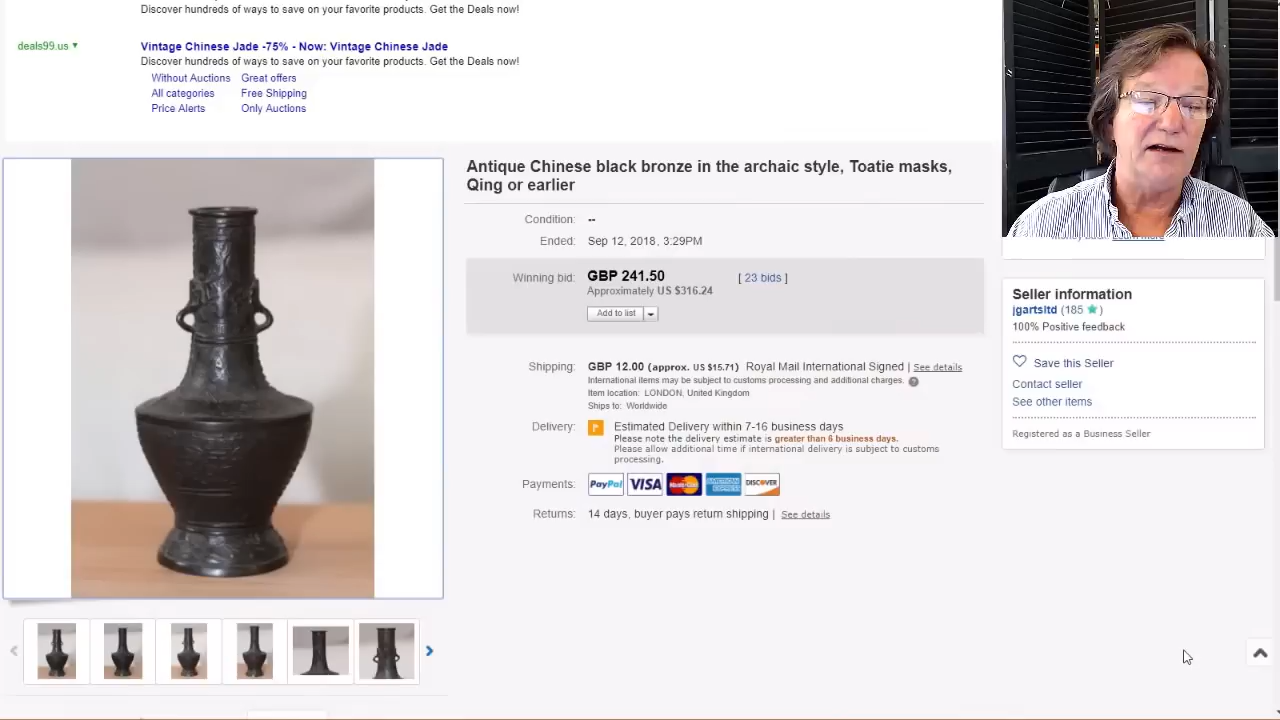 Discover hundreds of ways to save on your favorite products. Get the Deals now!
deals99.us
Vintage Chinese Jade -75% - Now: Vintage Chinese Jade
Discover hundreds of ways to save on your favorite products. Get the Deals now!
Without Auctions Great offers
All categories Free Shipping
Price Alerts Only Auctions
Antique Chinese black bronze in the archaic style, Toatie masks,
Qing or earlier
Condition: --
Ended: Sep 12, 2018, 3:29PM
Winning bid: GBP 241.50 [ 23 bids ]
Approximately US $316.24
Add to list
Shipping: GBP 12.00 (approx. US $15.71) Royal Mail International Signed | See details
International items may be subject to customs processing and additional charges. ?
Item location: LONDON, United Kingdom
Ships to: Worldwide
Delivery: Estimated Delivery within 7-16 business days
Please note the delivery estimate is greater than 6 business days.
Please allow additional time if international delivery is subject to customs
processing.
Payments: PayPal VISA MasterCard AMERICAN EXPRESS DISCOVER
Returns: 14 days, buyer pays return shipping | See details
Learn more
Seller information
jgartsltd (185 )
100% Positive feedback
Save this Seller
Contact seller
See other items
Registered as a Business Seller